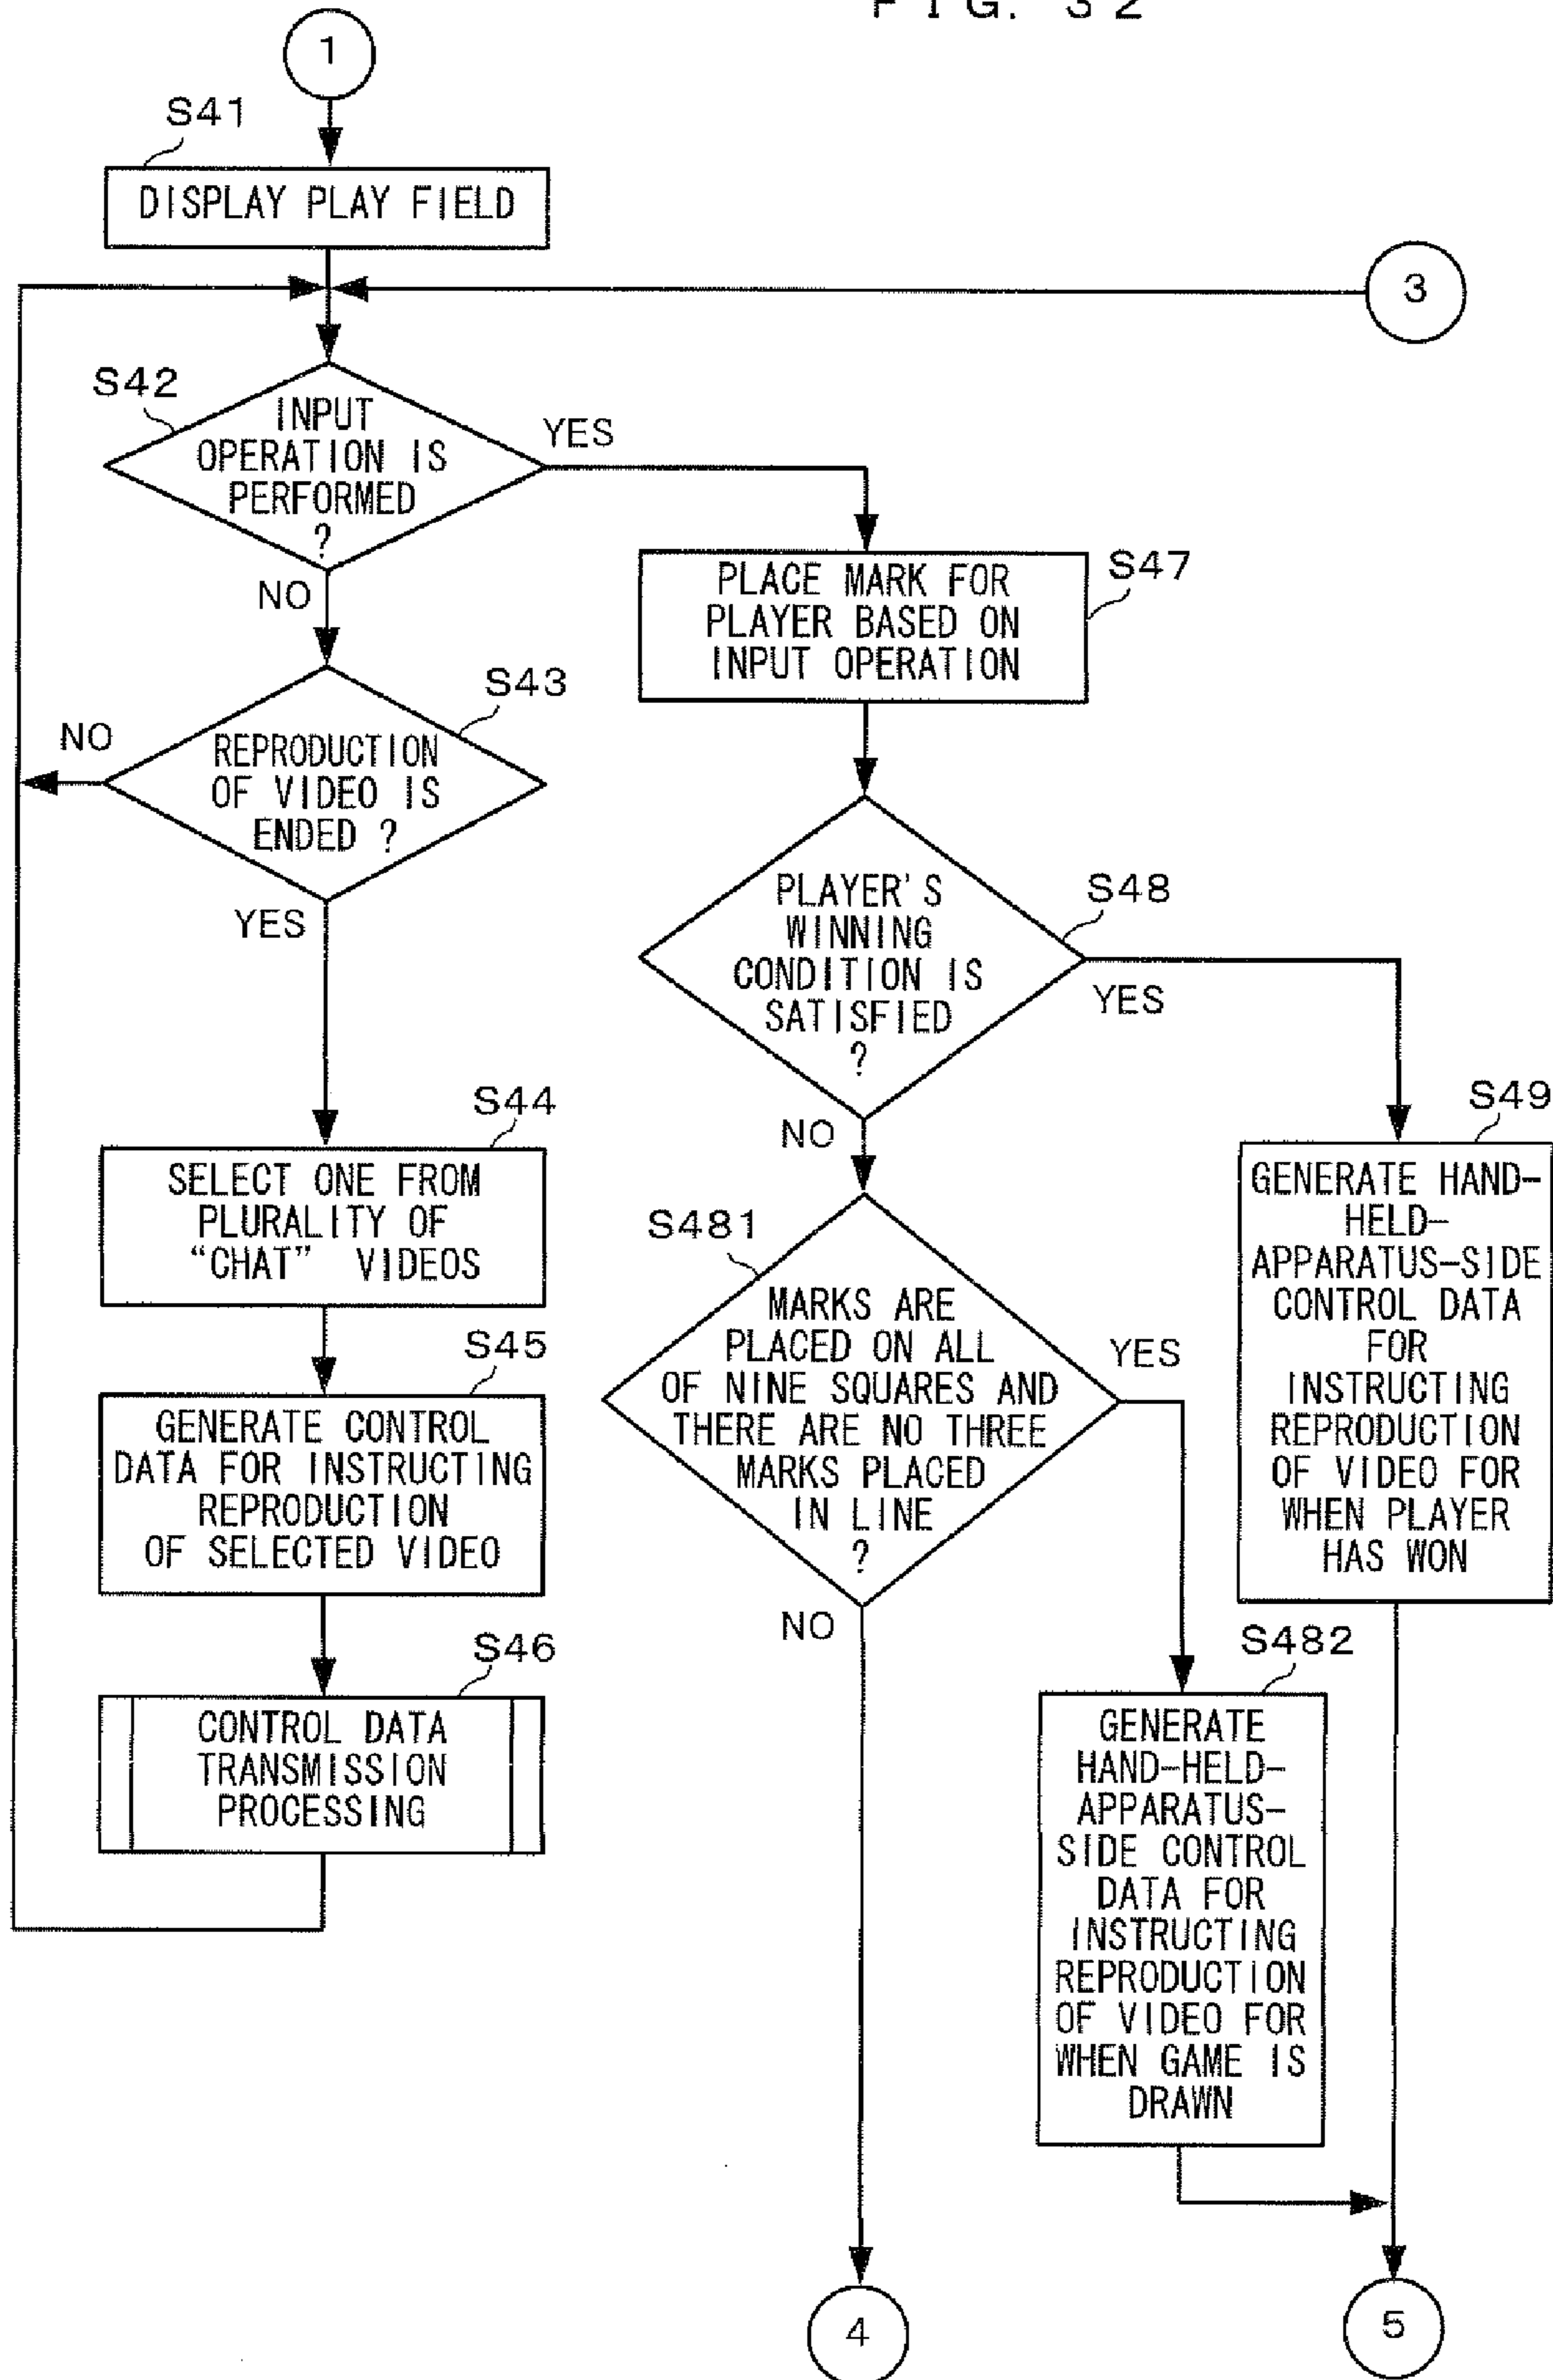 FIG. 32
1
S41
DISPLAY PLAY FIELD
3
S42
INPUT
OPERATION IS
PERFORMED
?
YES
NO
S43
REPRODUCTION
OF VIDEO IS
ENDED ?
NO
YES
S44
SELECT ONE FROM
PLURALITY OF
“CHAT” VIDEOS
S45
GENERATE CONTROL
DATA FOR INSTRUCTING
REPRODUCTION
OF SELECTED VIDEO
S46
CONTROL DATA
TRANSMISSION
PROCESSING
S47
PLACE MARK FOR
PLAYER BASED ON
INPUT OPERATION
S48
PLAYER'S
WINNING
CONDITION IS
SATISFIED
?
YES
NO
S481
MARKS ARE
PLACED ON ALL
OF NINE SQUARES AND
THERE ARE NO THREE
MARKS PLACED
IN LINE
?
YES
NO
S49
GENERATE HAND-
HELD-
APPARATUS-SIDE
CONTROL DATA
FOR
INSTRUCTING
REPRODUCTION
OF VIDEO FOR
WHEN PLAYER
HAS WON
S482
GENERATE
HAND-HELD-
APPARATUS-
SIDE CONTROL
DATA FOR
INSTRUCTING
REPRODUCTION
OF VIDEO FOR
WHEN GAME IS
DRAWN
4
5